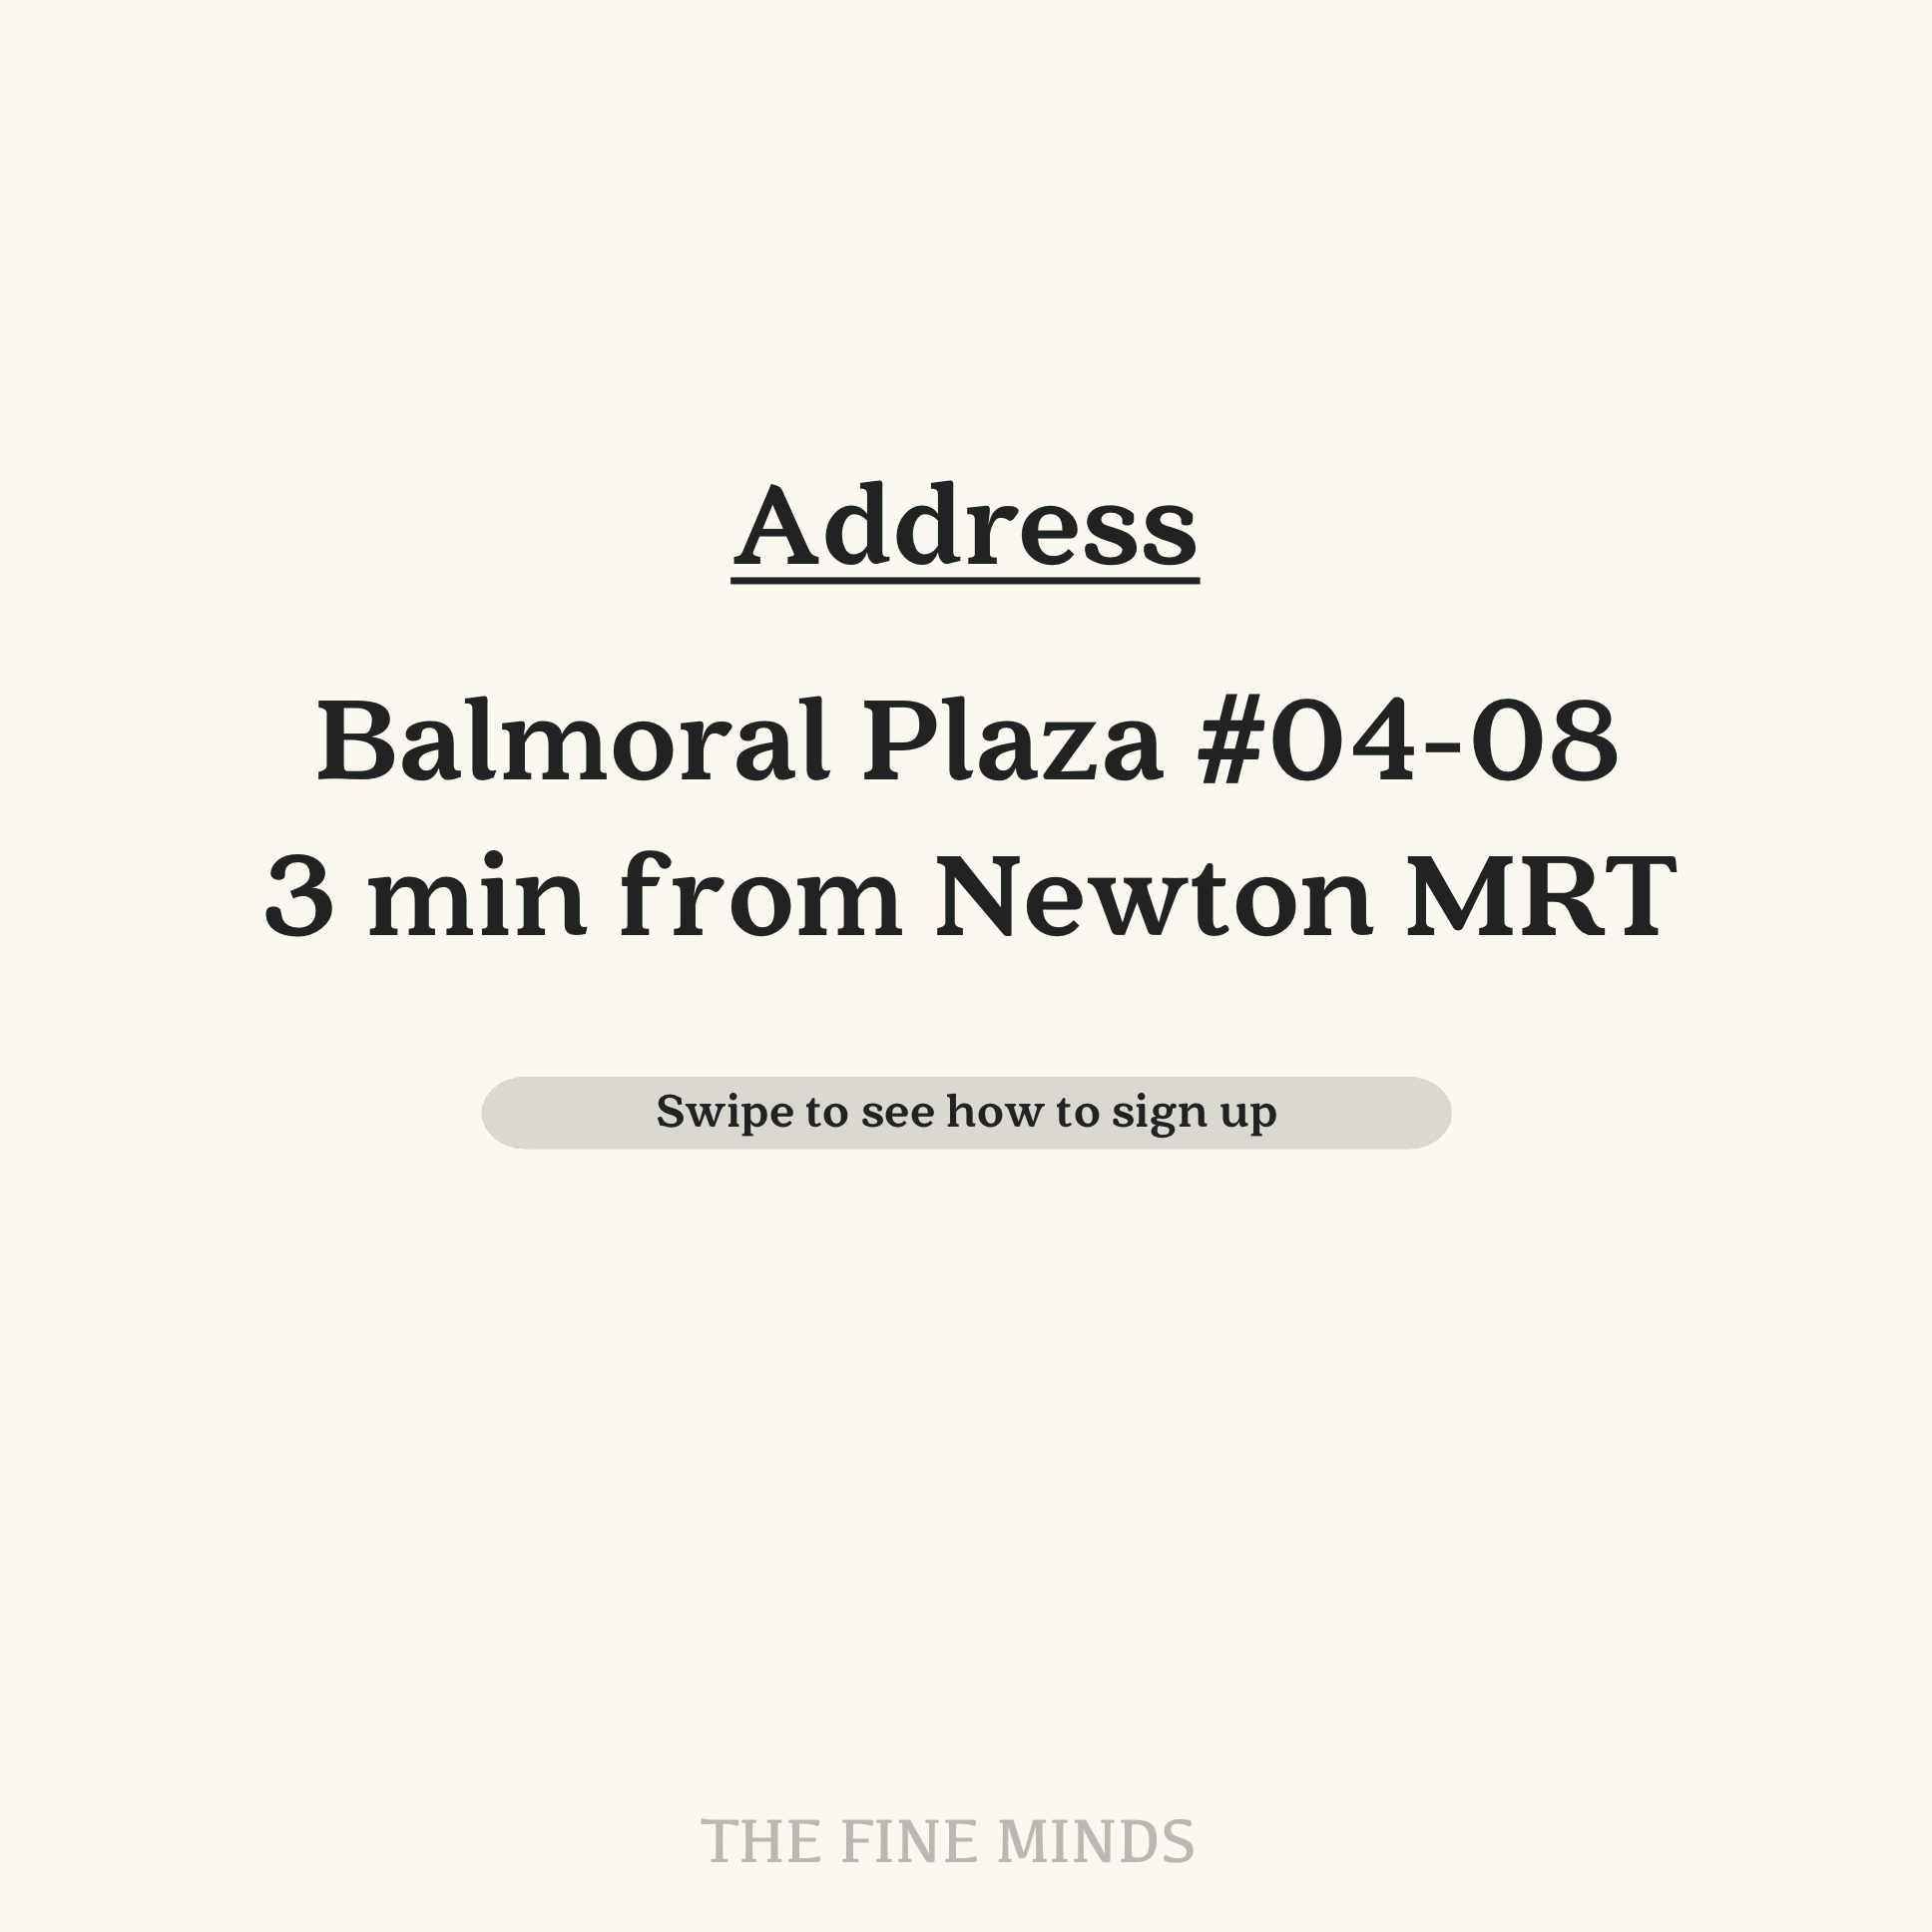 Address
Balmoral Plaza #04-08
3 min from Newton MRT
Swipe to see how to sign up
THE FINE MINDS